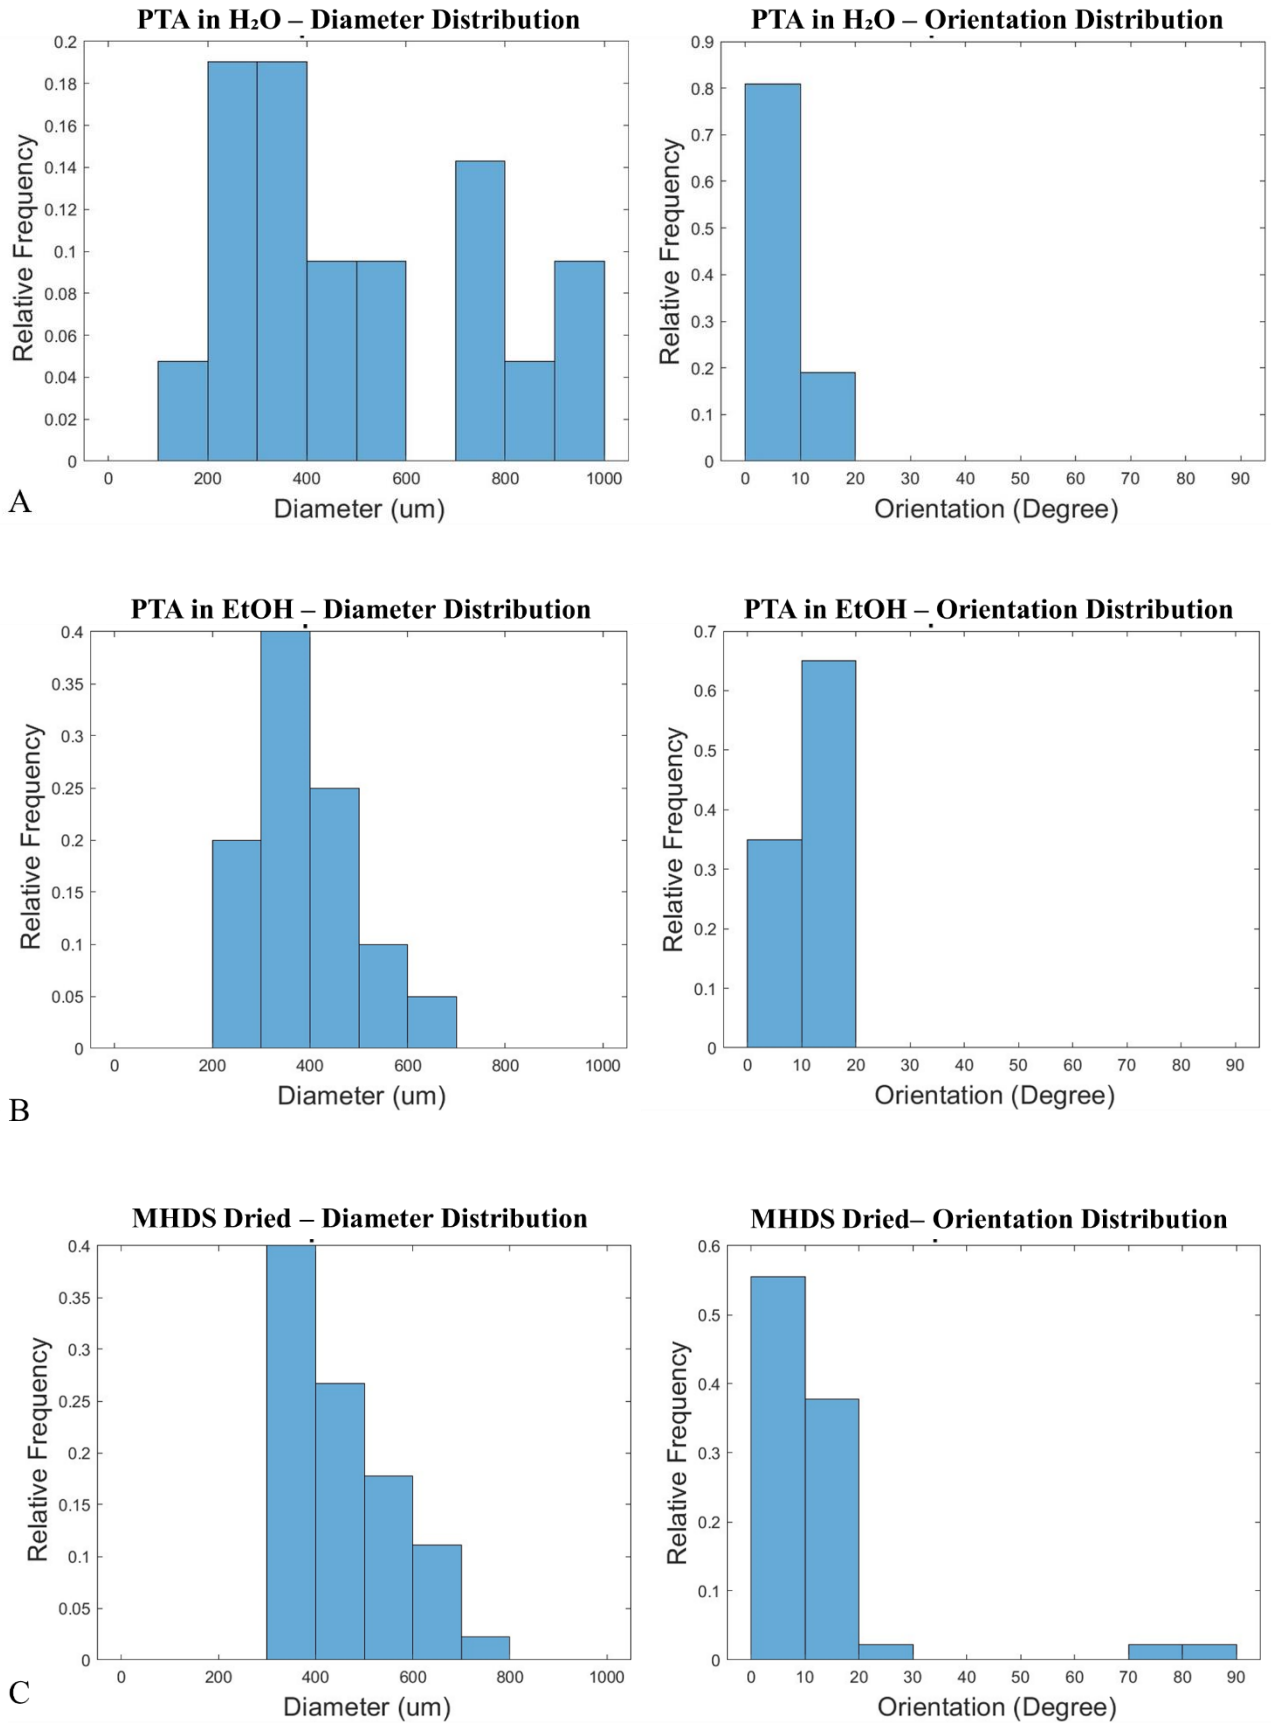 PTA in H₂O – Diameter Distribution
0.2
0.18
0.16
0.14
0.12
0.1
0.08
0.06
0.04
0.02
0
Relative Frequency
0 200 400 600 800 1000
Diameter (um)
PTA in H₂O – Orientation Distribution
0.9
0.8
0.7
0.6
0.5
0.4
0.3
0.2
0.1
0
Relative Frequency
0 10 20 30 40 50 60 70 80 90
Orientation (Degree)
A
PTA in EtOH – Diameter Distribution
0.4
0.35
0.3
0.25
0.2
0.15
0.1
0.05
0
Relative Frequency
0 200 400 600 800 1000
Diameter (um)
PTA in EtOH – Orientation Distribution
0.7
0.6
0.5
0.4
0.3
0.2
0.1
0
Relative Frequency
0 10 20 30 40 50 60 70 80 90
Orientation (Degree)
B
MHDS Dried – Diameter Distribution
0.4
0.35
0.3
0.25
0.2
0.15
0.1
0.05
0
Relative Frequency
0 200 400 600 800 1000
Diameter (um)
MHDS Dried– Orientation Distribution
0.6
0.5
0.4
0.3
0.2
0.1
0
Relative Frequency
0 10 20 30 40 50 60 70 80 90
Orientation (Degree)
C